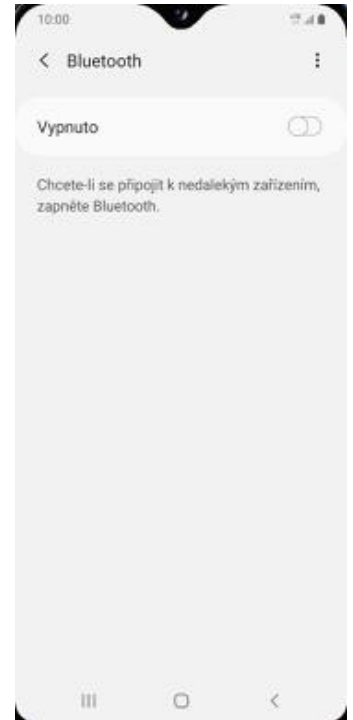 10:00
Bluetooth
Vypnuto
Chcete-li se připojit k nedalekým zařízením,
zapněte Bluetooth.